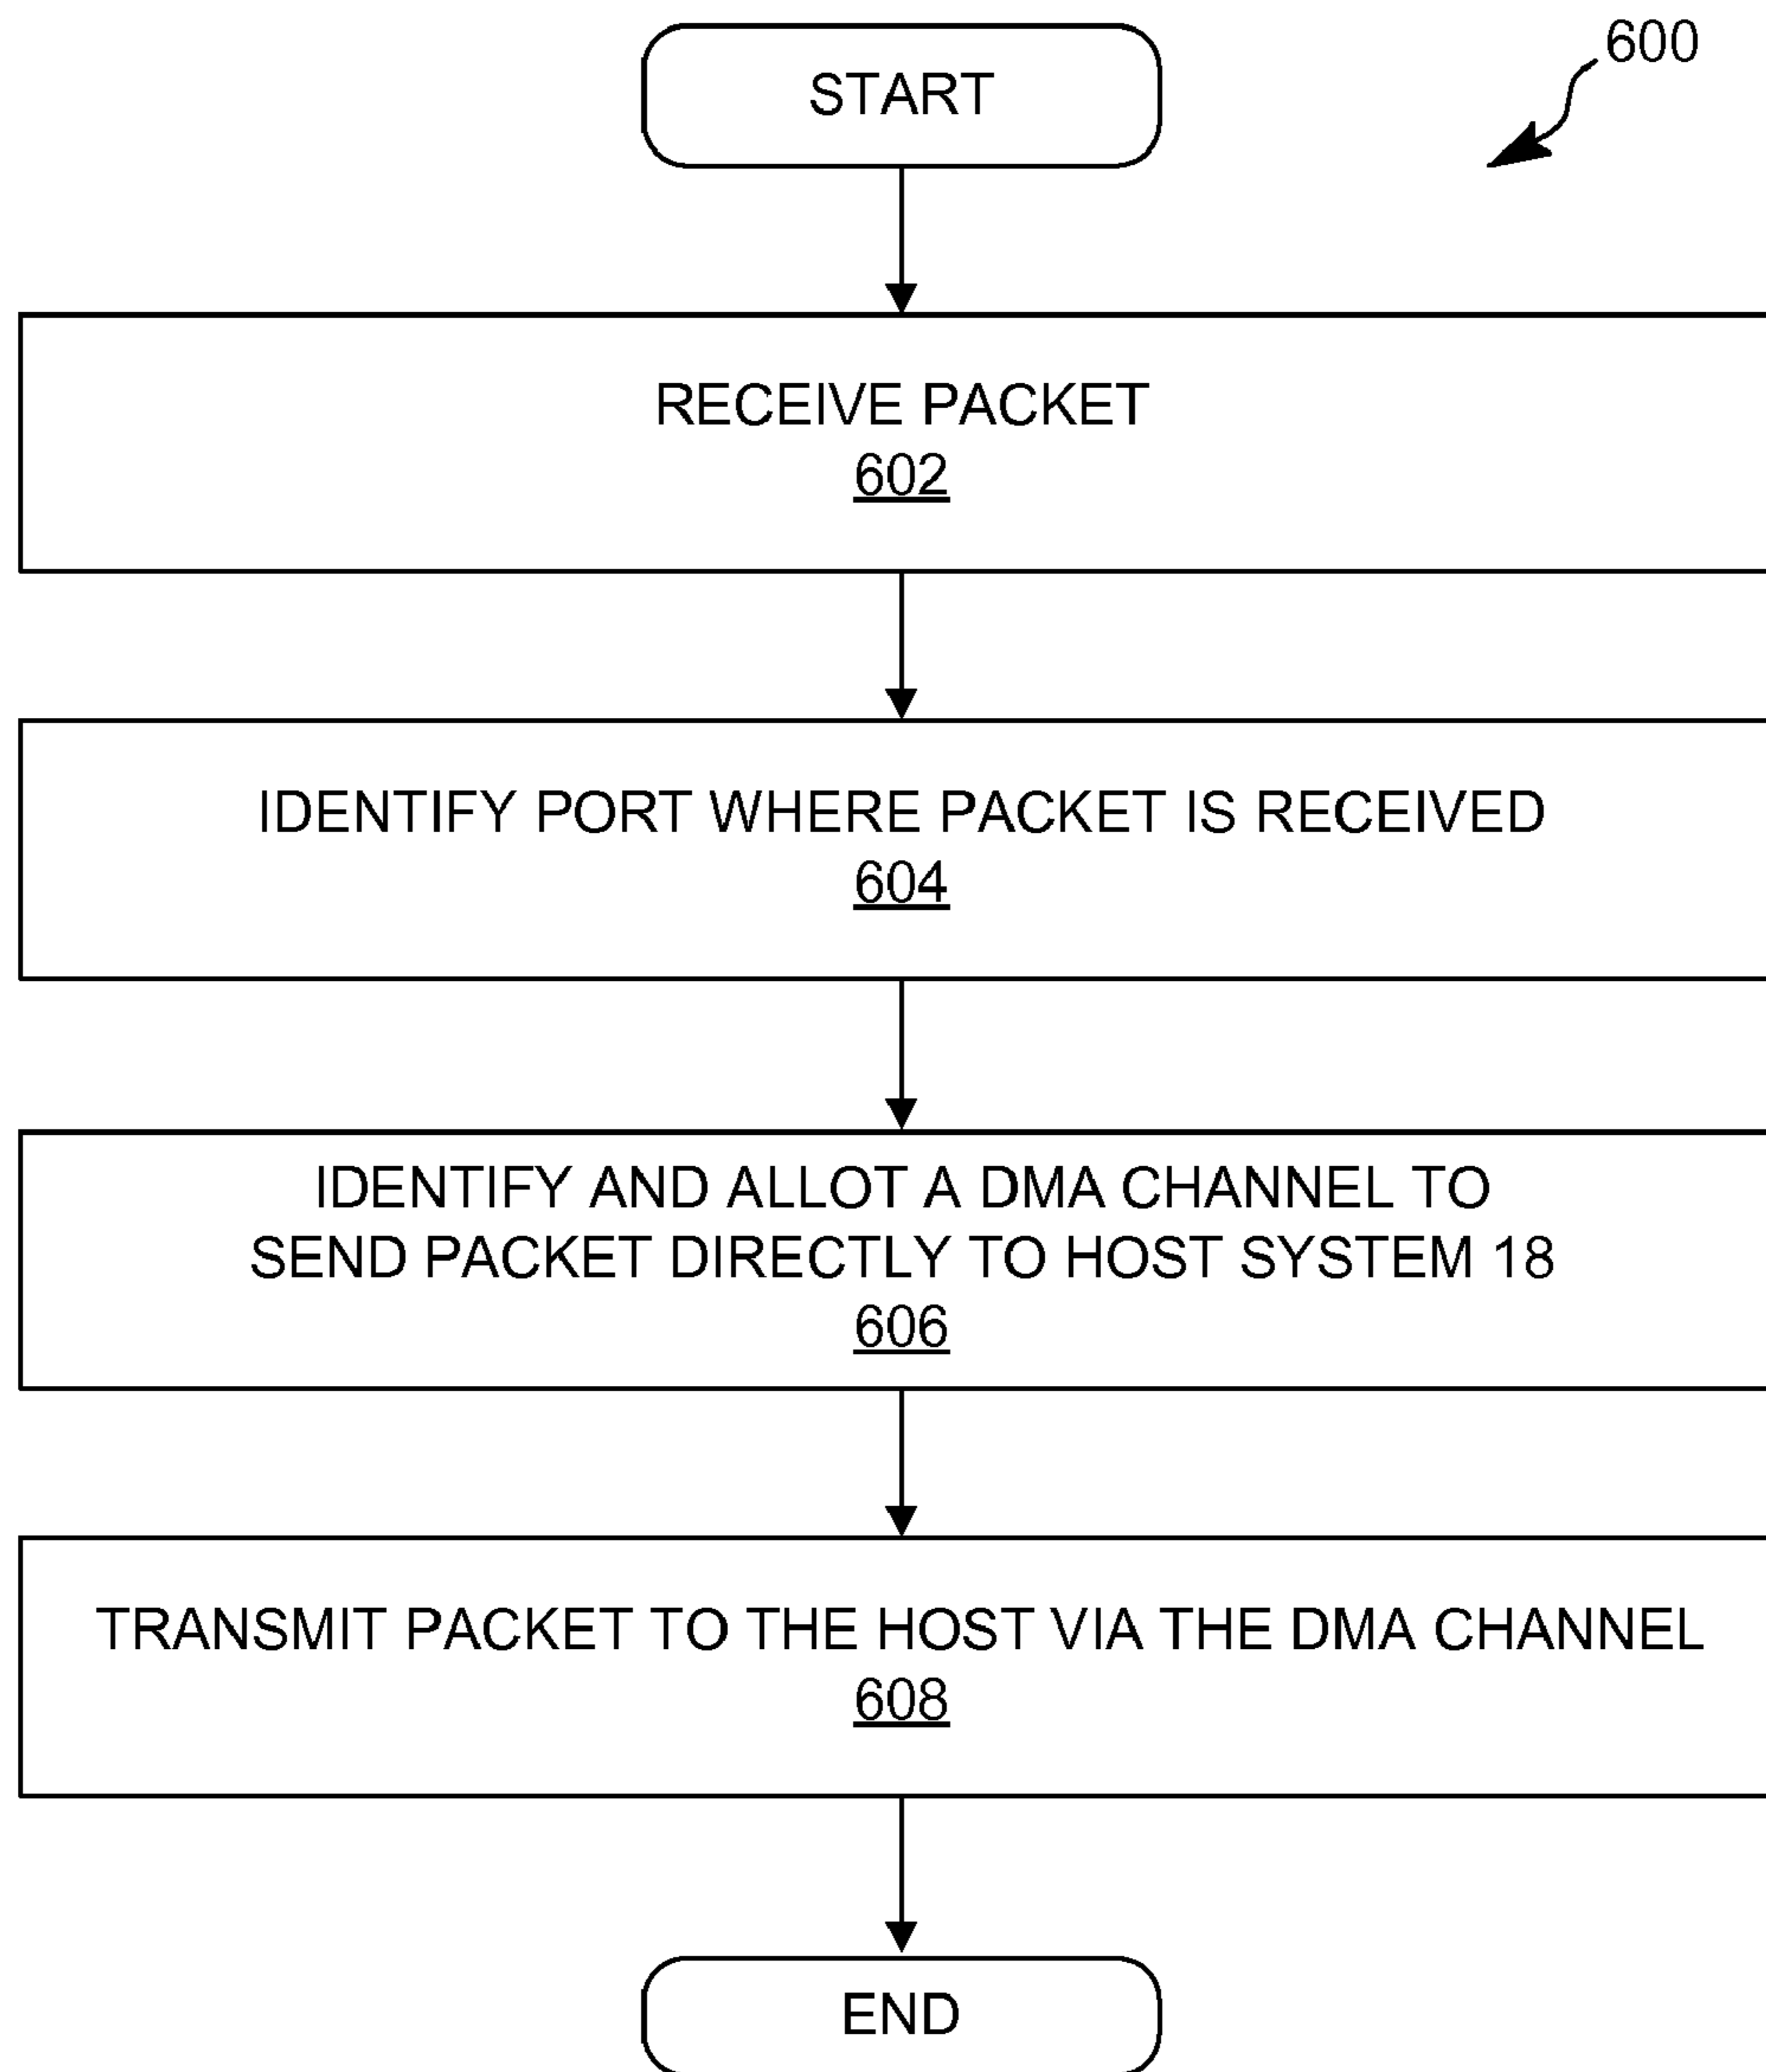 600
START
RECEIVE PACKET
602
IDENTIFY PORT WHERE PACKET IS RECEIVED
604
IDENTIFY AND ALLOT A DMA CHANNEL TO
SEND PACKET DIRECTLY TO HOST SYSTEM 18
606
TRANSMIT PACKET TO THE HOST VIA THE DMA CHANNEL
608
END